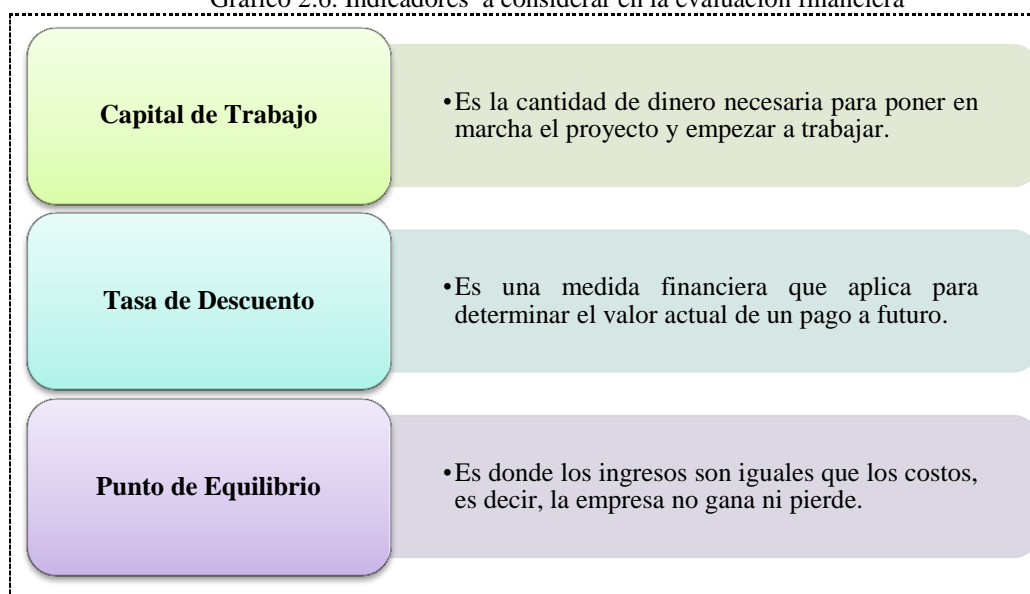 Gráfico 2.6. Indicadores a considerar en la evaluación financiera
Capital de Trabajo
•Es la cantidad de dinero necesaria para poner en
marcha el proyecto y empezar a trabajar.
Tasa de Descuento
•Es una medida financiera que aplica para
determinar el valor actual de un pago a futuro.
Punto de Equilibrio
•Es donde los ingresos son iguales que los costos,
es decir, la empresa no gana ni pierde.